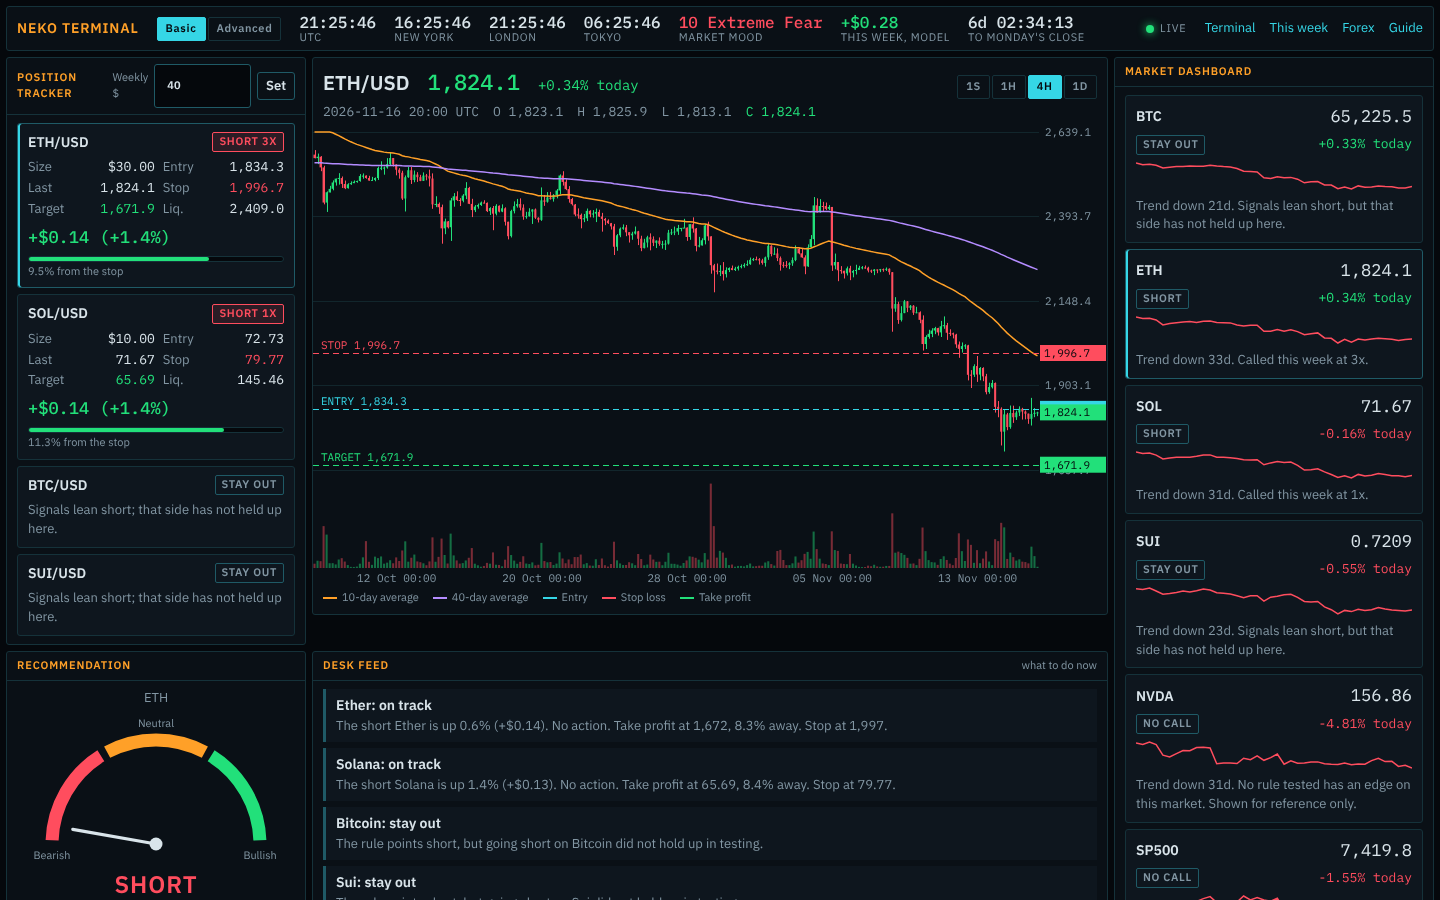 NEKO TERMINAL
Basic
Advanced
21:25:46
UTC
16:25:46
NEW YORK
21:25:46
LONDON
06:25:46
TOKYO
10 Extreme Fear
MARKET MOOD
+$0.28
THIS WEEK, MODEL
6d 02:34:13
TO MONDAY'S CLOSE
LIVE
Terminal
This week
Forex
Guide
POSITION
TRACKER
Weekly
$
40
Set
ETH/USD
SHORT 3X
Size $30.00 Entry 1,834.3
Last 1,824.1 Stop 1,996.7
Target 1,671.9 Liq. 2,409.0
+$0.14 (+1.4%)
9.5% from the stop
SOL/USD
SHORT 1X
Size $10.00 Entry 72.73
Last 71.67 Stop 79.77
Target 65.69 Liq. 145.46
+$0.14 (+1.4%)
11.3% from the stop
BTC/USD
STAY OUT
Signals lean short; that side has not held up
here.
SUI/USD
STAY OUT
Signals lean short; that side has not held up
here.
RECOMMENDATION
ETH
Neutral
Bearish
Bullish
SHORT
ETH/USD 1,824.1 +0.34% today
1S
1H
4H
1D
2026-11-16 20:00 UTC O 1,823.1 H 1,825.9 L 1,813.1 C 1,824.1
2,639.1
2,393.7
2,148.4
STOP 1,996.7
1,996.7
1,903.1
ENTRY 1,834.3
1,824.1
TARGET 1,671.9
1,671.9
12 Oct 00:00
20 Oct 00:00
28 Oct 00:00
05 Nov 00:00
13 Nov 00:00
10-day average
40-day average
Entry
Stop loss
Take profit
DESK FEED
what to do now
Ether: on track
The short Ether is up 0.6% (+$0.14). No action. Take profit at 1,672, 8.3% away. Stop at 1,997.
Solana: on track
The short Solana is up 1.4% (+$0.13). No action. Take profit at 65.69, 8.4% away. Stop at 79.77.
Bitcoin: stay out
The rule points short, but going short on Bitcoin did not hold up in testing.
Sui: stay out
MARKET DASHBOARD
BTC
65,225.5
STAY OUT
+0.33% today
Trend down 21d. Signals lean short, but that
side has not held up here.
ETH
1,824.1
SHORT
+0.34% today
Trend down 33d. Called this week at 3x.
SOL
71.67
SHORT
-0.16% today
Trend down 31d. Called this week at 1x.
SUI
0.7209
STAY OUT
-0.55% today
Trend down 23d. Signals lean short, but that
side has not held up here.
NVDA
156.86
NO CALL
-4.81% today
Trend down 31d. No rule tested has an edge on
this market. Shown for reference only.
SP500
7,419.8
NO CALL
-1.55% today